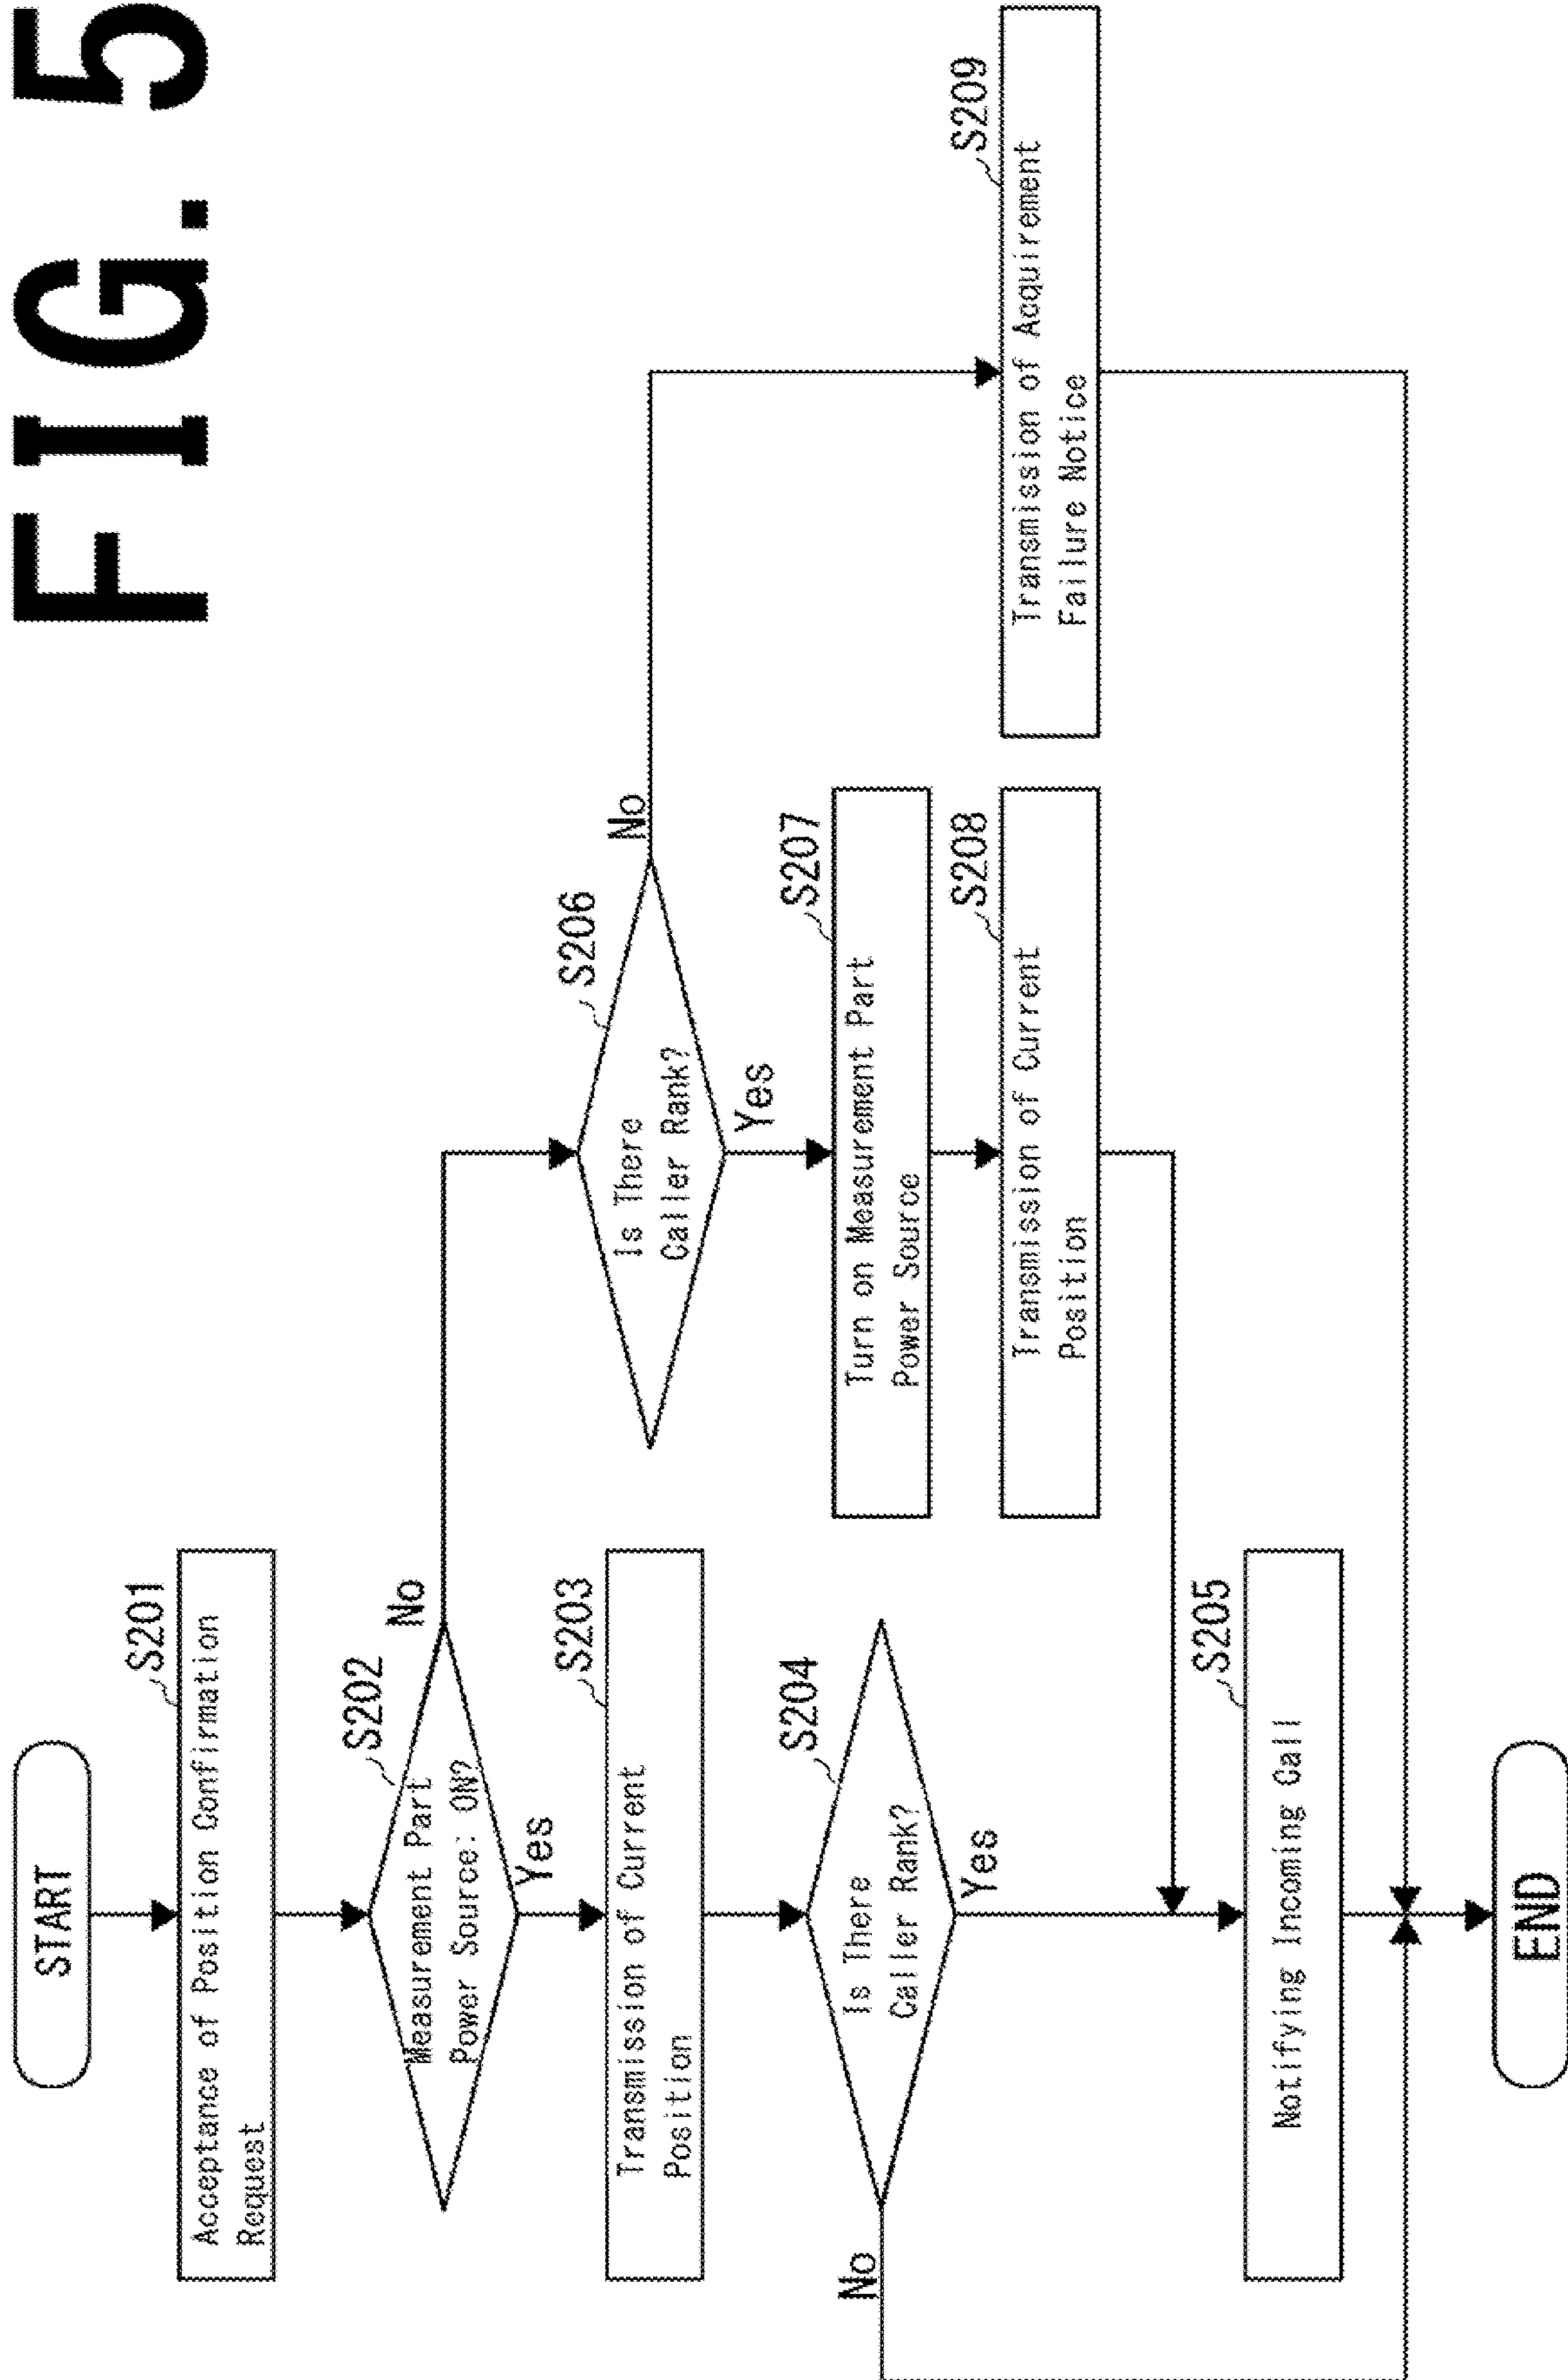 FIG. 5
START
S201
Acceptance of Position Confirmation
Request
S202
Measurement Part
Power Source: ON?
No
Yes
S203
Transmission of Current
Position
S204
Is There
Caller Rank?
No
Yes
S205
Notifying Incoming Call
END
S206
Is There
Caller Rank?
No
Yes
S207
Turn on Measurement Part
Power Source
S208
Transmission of Current
Position
S209
Transmission of Acquirement
Failure Notice